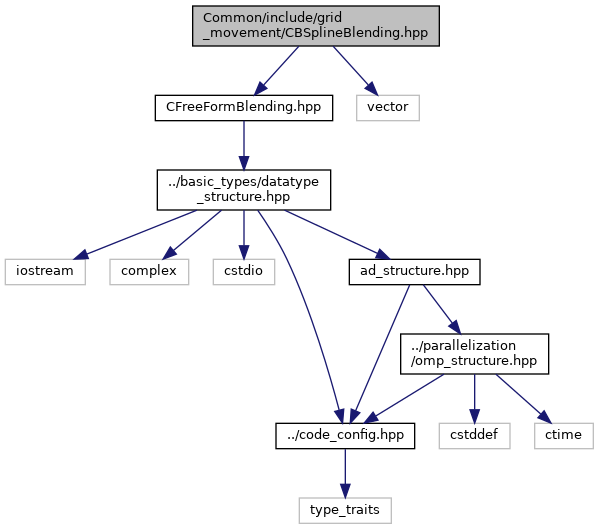 Common/include/grid
_movement/CBSplineBlending.hpp
CFreeFormBlending.hpp
vector
../basic_types/datatype
_structure.hpp
iostream
complex
cstdio
ad_structure.hpp
../parallelization
/omp_structure.hpp
../code_config.hpp
cstddef
ctime
type_traits